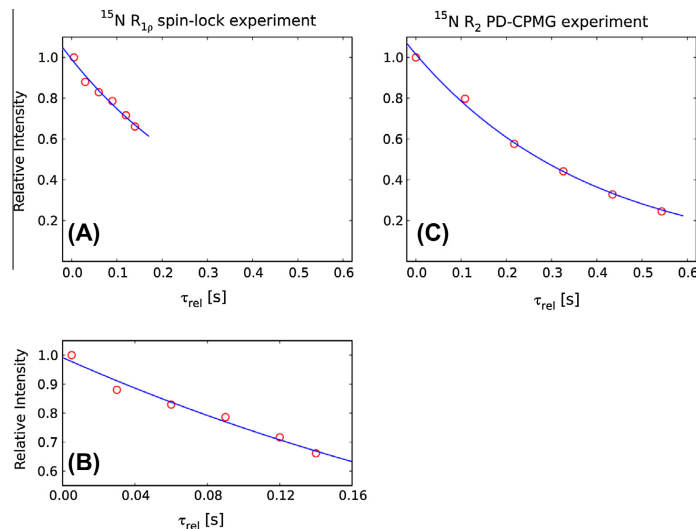 ¹⁵N R₁ρ spin-lock experiment
¹⁵N R₂ PD-CPMG experiment
Relative Intensity
1.0
0.8
0.6
0.4
0.2
(A)
0.0 0.1 0.2 0.3 0.4 0.5 0.6
τrel [s]
1.0
0.8
0.6
0.4
0.2
(C)
0.0 0.1 0.2 0.3 0.4 0.5 0.6
τrel [s]
Relative Intensity
1.0
0.9
0.8
0.7
0.6
(B)
0.00 0.04 0.08 0.12 0.16
τrel [s]